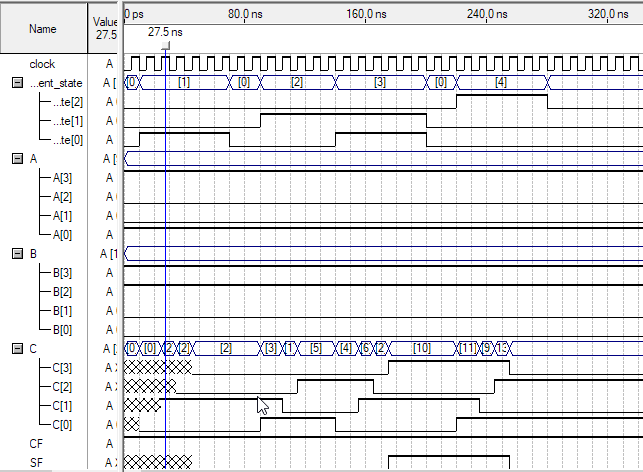 Name
Value
27.5
0 ps
80.0 ns
160.0 ns
240.0 ns
320.0 ns
27.5 ns
clock A
...ent_state A [ [0 [1] [0] [2] [3] [0] [4]
...te[2] A
...te[1] A
...te[0] A
A A [
A[3] A
A[2] A
A[1] A
A[0] A
B A [1
B[3] A
B[2] A
B[1] A
B[0] A
C A [ [0 [0] [2 [2] [2] [3] [1 [5] [4] [6 [2 [10] [11] [9 13
C[3] A
C[2] A
C[1] A
C[0] A
CF A
SF A